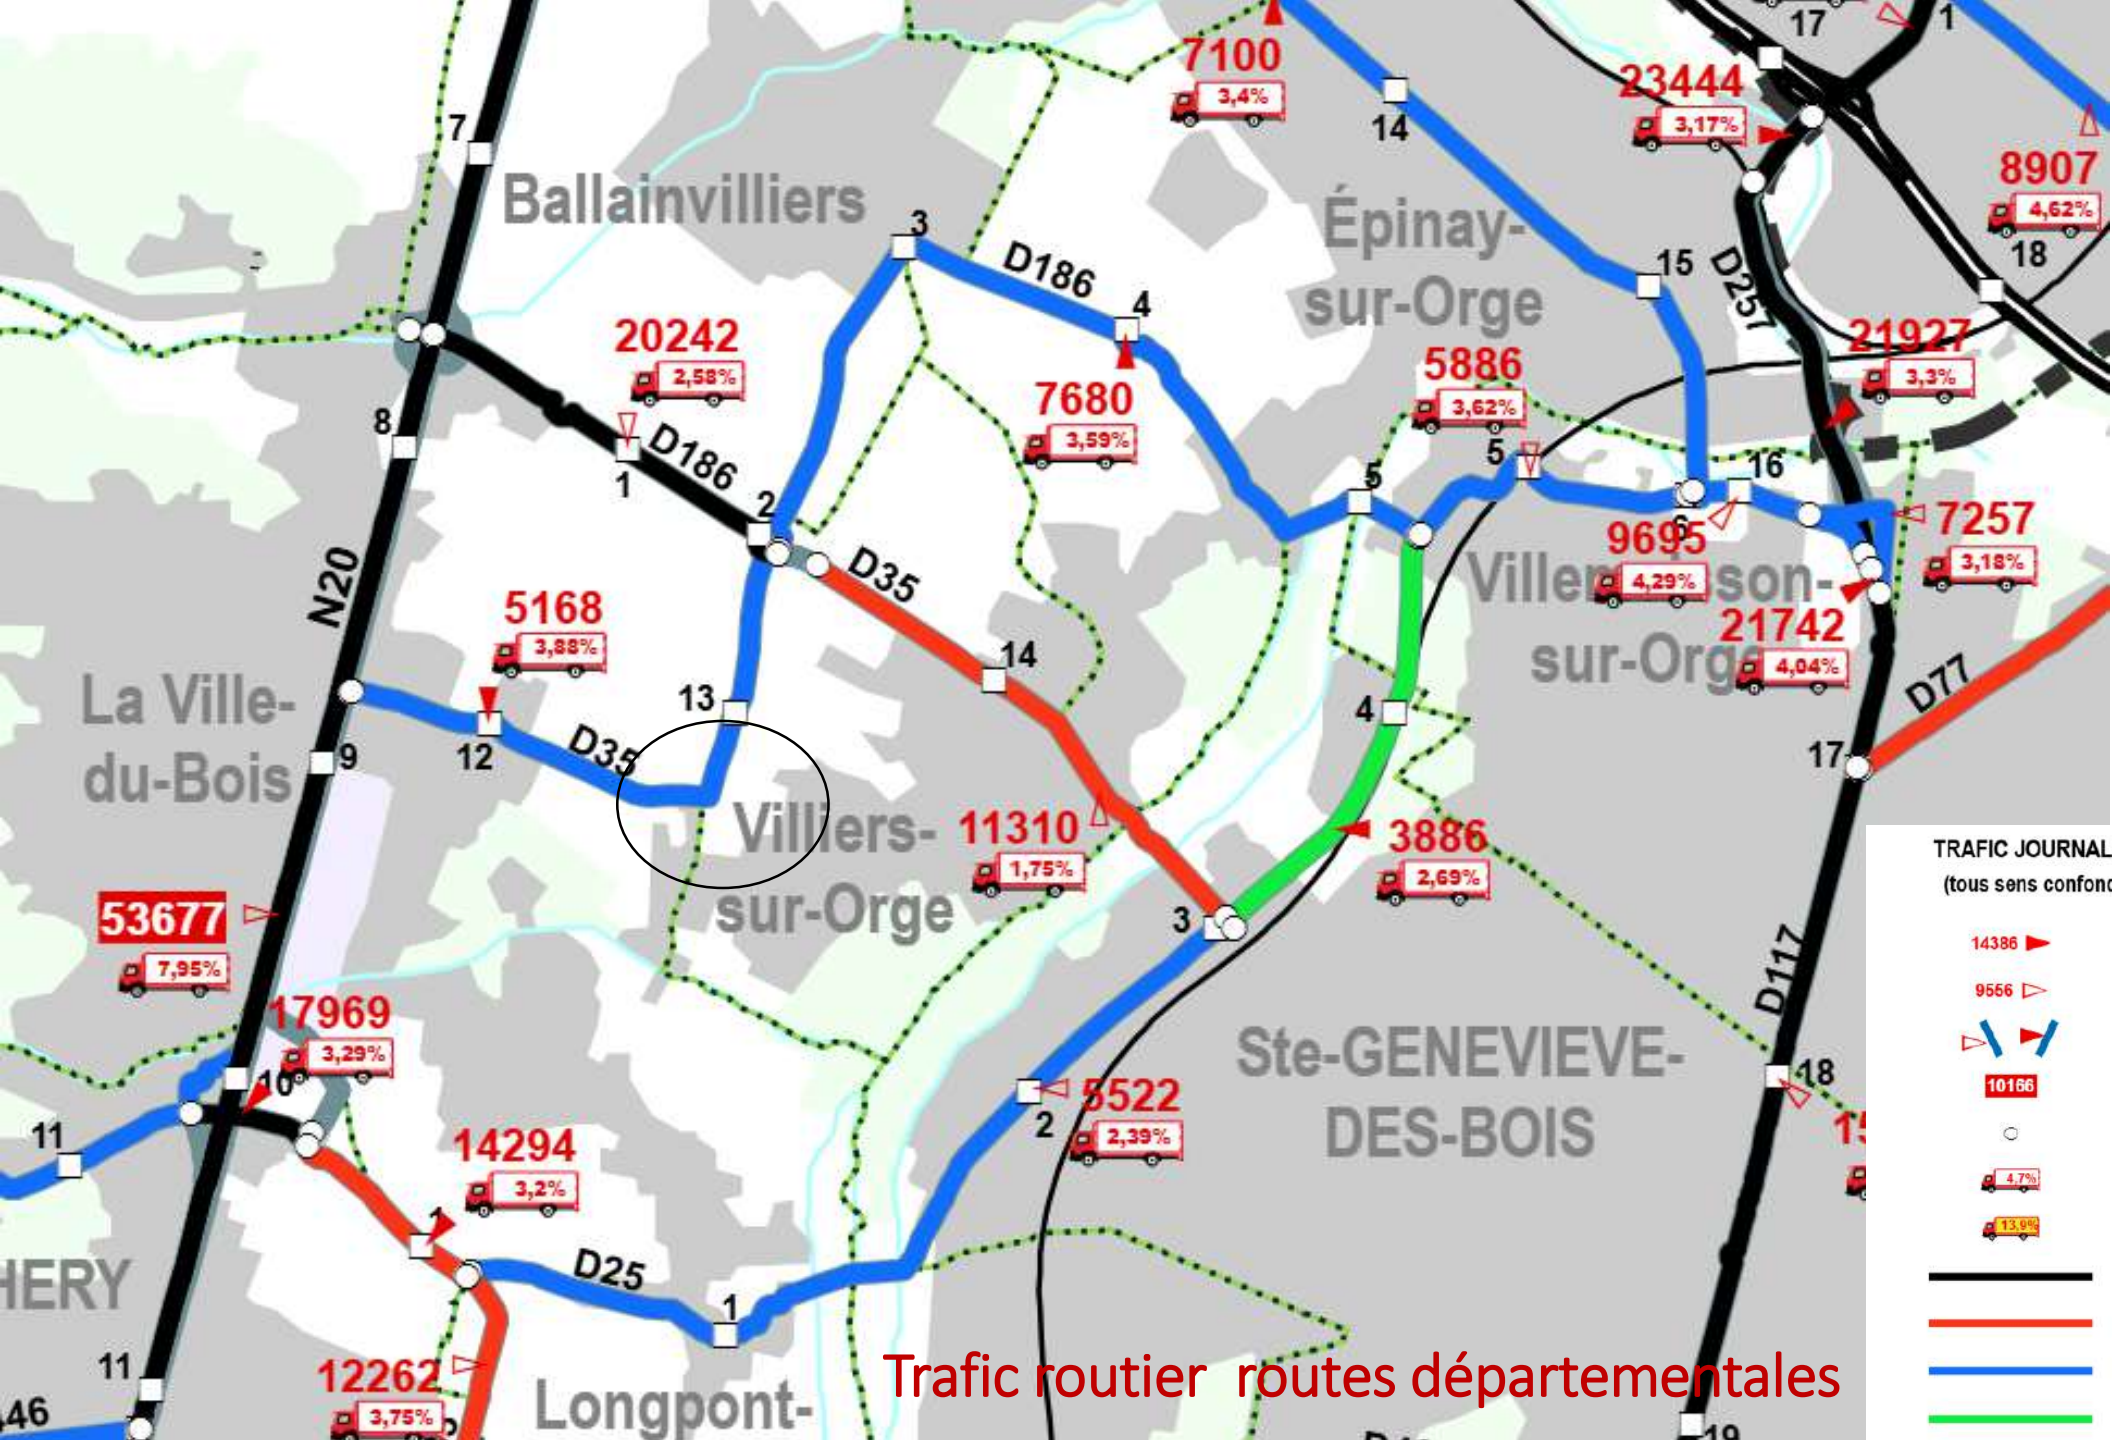 17
1
7100
3,4%
14
23444
3,17%
8907
4,62%
18
7
Ballainvilliers
3
D186
4
Épinay-
sur-Orge
15
D257
21927
3,3%
20242
2,58%
8
D186
1
2
7680
3,59%
5886
3,62%
5
5
16
6
9695
4,29%
7257
3,18%
N20
D35
5168
3,88%
14
Ville
sson-
sur-Orge
21742
4,04%
D77
La Ville-
du-Bois
9
12
D35
13
4
17
Villiers-
sur-Orge
11310
1,75%
3886
2,69%
3
53677
7,95%
17969
3,29%
10
11
D117
Ste-GENEVIEVE-
DES-BOIS
18
5522
2,39%
2
14294
3,2%
1
D25
1
HERY
11
12262
3,75%
Longpont-
Trafic routier routes départementales
19
TRAFIC JOURNAL
(tous sens confond
14386
9556
10166
4,7%
13,9%